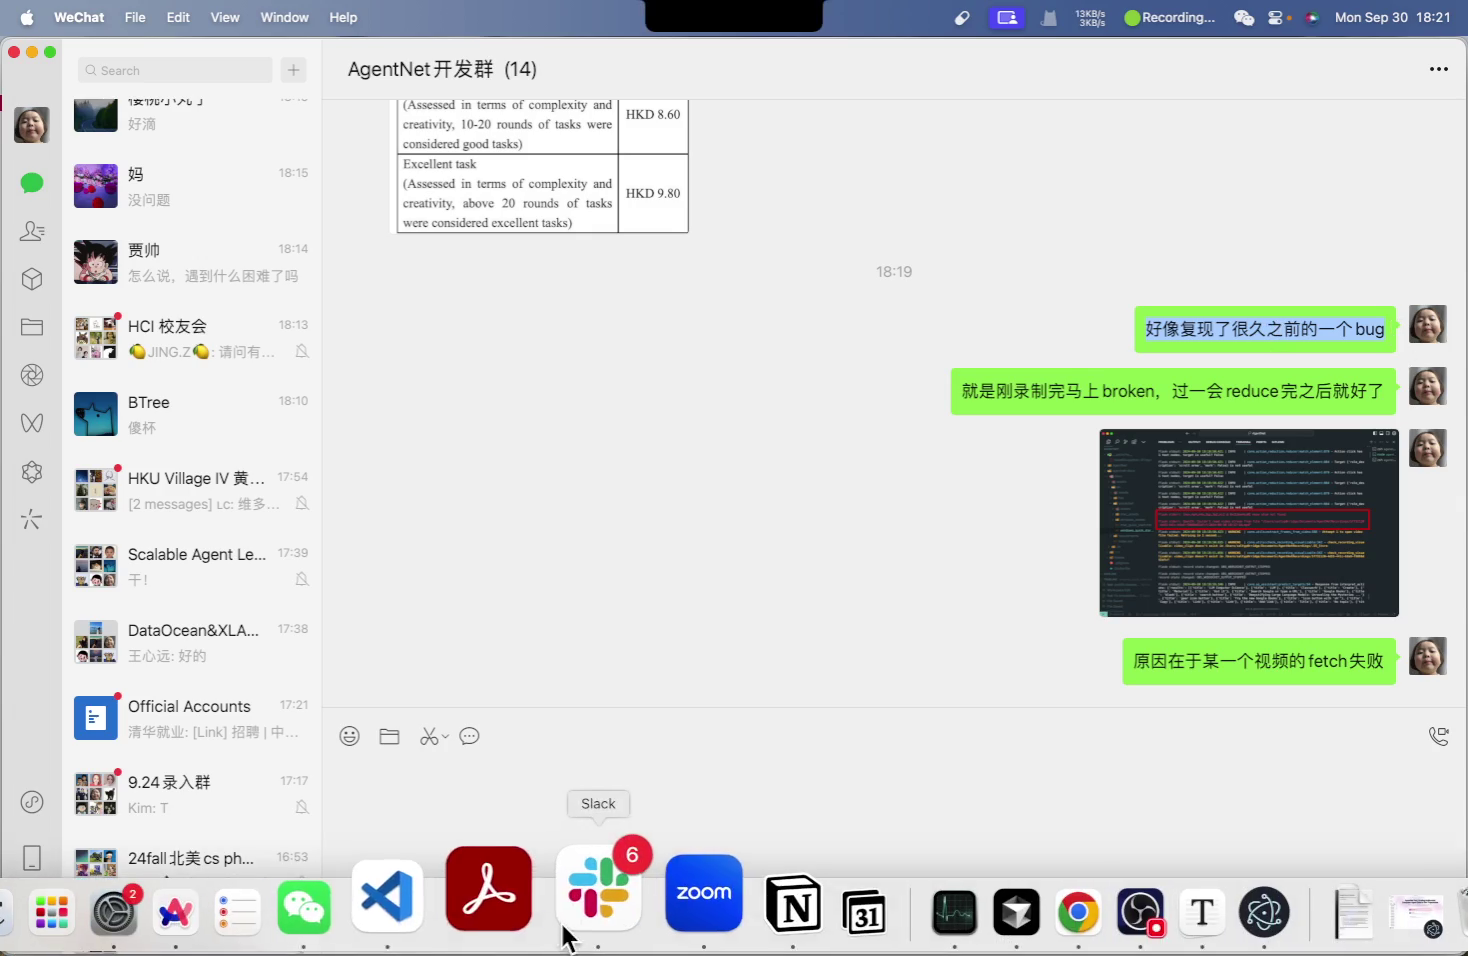 WeChat File Edit View Window Help
13KB/s
3KB/s
Recording...
Mon Sep 30 18:21
Search
好滴
妈 18:15
没问题
贾帅 18:14
怎么说，遇到什么困难了吗
HCI 校友会 18:13
🍋JING.Z🍋: 请问有...
BTree 18:10
傻杯
HKU Village IV 黄... 17:54
[2 messages] Lc: 维多...
Scalable Agent Le... 17:39
干！
DataOcean&XLA... 17:38
王心远: 好的
Official Accounts 17:21
清华就业: [Link] 招聘 | 中...
9.24录入群 17:17
Kim: T
24fall北美cs ph... 16:53
AgentNet开发群 (14)
(Assessed in terms of complexity and
creativity, 10-20 rounds of tasks were
considered good tasks)
HKD 8.60
Excellent task
(Assessed in terms of complexity and
creativity, above 20 rounds of tasks
were considered excellent tasks)
HKD 9.80
18:19
好像复现了很久之前的一个bug
就是刚录制完马上broken，过一会reduce完之后就好了
原因在于某一个视频的fetch失败
Slack
2
6
zoom
N
31
T